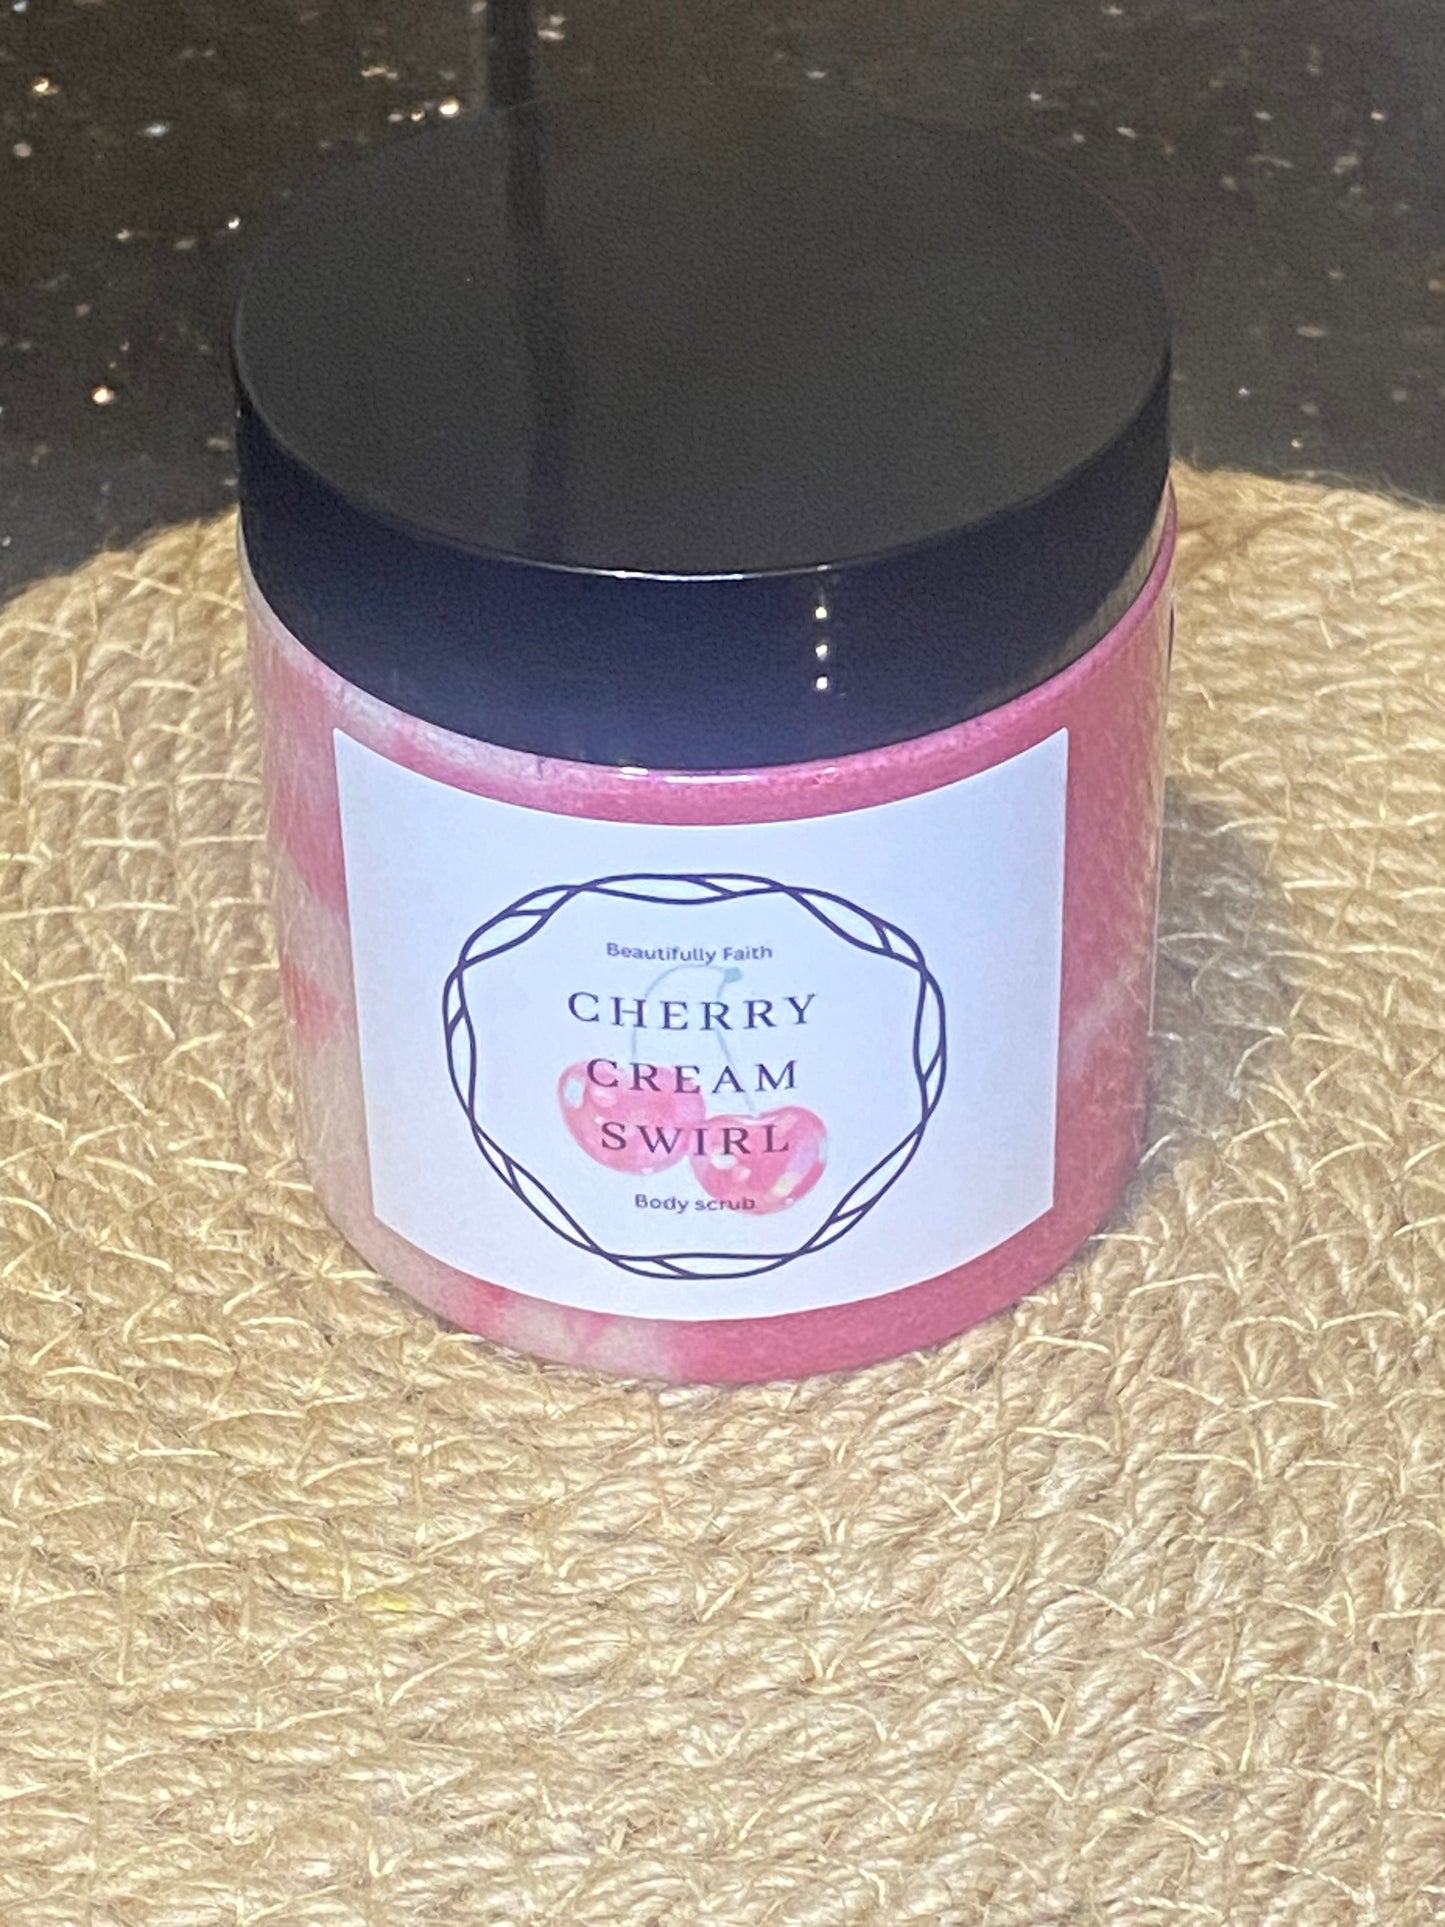 Beautifully Faith
CHERRY
CREAM
SWIRL
Body scrub